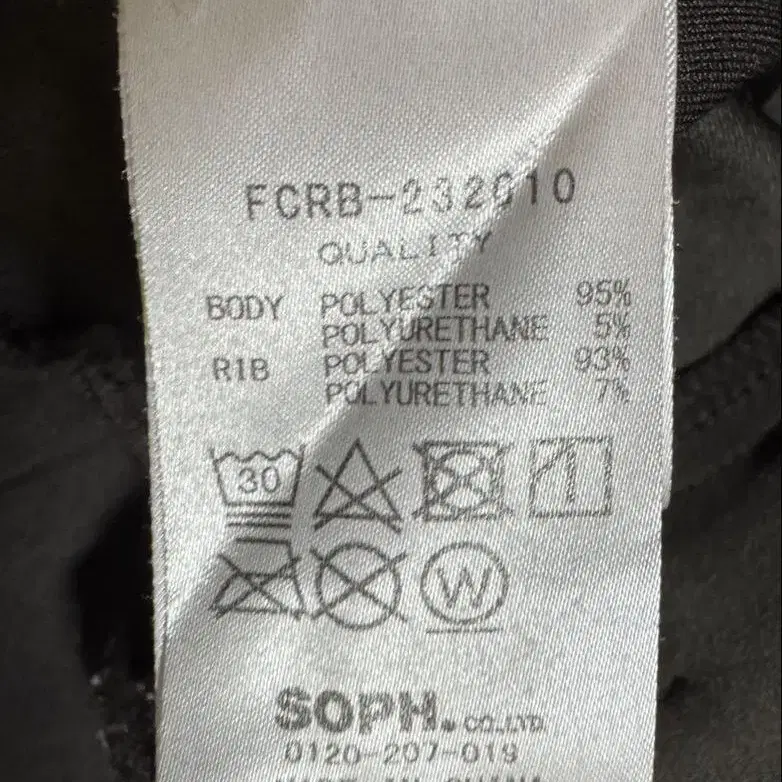 FCRB-232010
QUALITY
BODY POLYESTER 95%
POLYURETHANE 5%
RIB POLYESTER 93%
POLYURETHANE 7%
30
W
SOPH. CO.,LTD.
0120-207-019